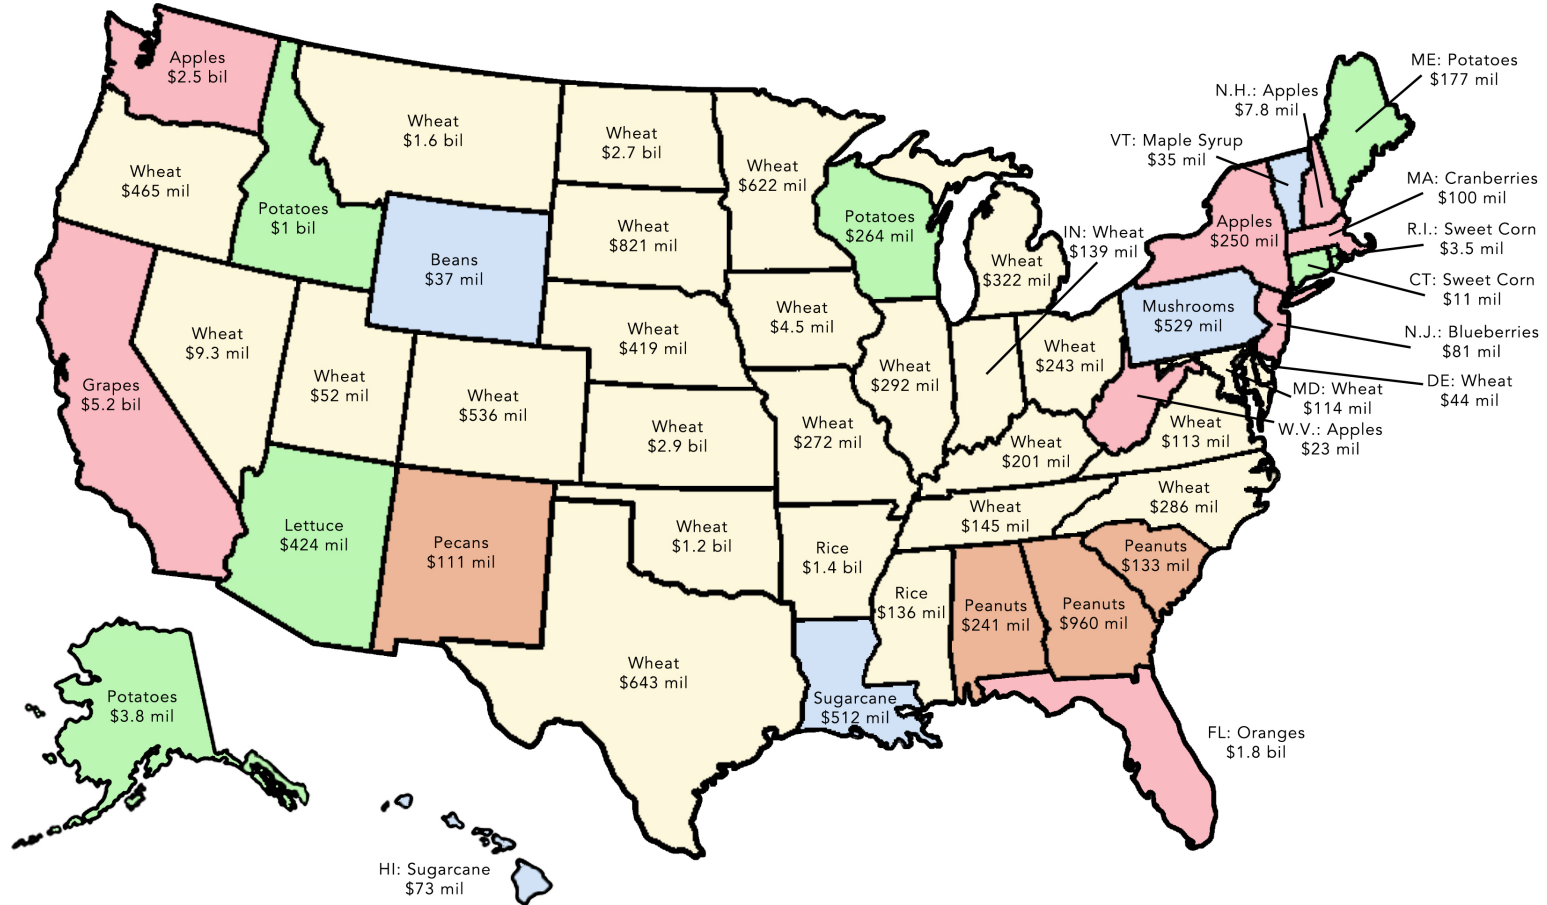 Apples
$2.5 bil
Wheat
$465 mil
Potatoes
$1 bil
Wheat
$1.6 bil
Wheat
$2.7 bil
Wheat
$622 mil
Wheat
$821 mil
Potatoes
$264 mil
Beans
$37 mil
Wheat
$322 mil
IN: Wheat
$139 mil
ME: Potatoes
$177 mil
N.H.: Apples
$7.8 mil
VT: Maple Syrup
$35 mil
MA: Cranberries
$100 mil
Apples
$250 mil
R.I.: Sweet Corn
$3.5 mil
CT: Sweet Corn
$11 mil
Mushrooms
$529 mil
N.J.: Blueberries
$81 mil
DE: Wheat
$44 mil
MD: Wheat
$114 mil
W.V.: Apples
$23 mil
Grapes
$5.2 bil
Wheat
$9.3 mil
Wheat
$52 mil
Wheat
$536 mil
Wheat
$419 mil
Wheat
$4.5 mil
Wheat
$292 mil
Wheat
$243 mil
Wheat
$2.9 bil
Wheat
$272 mil
Wheat
$201 mil
Wheat
$113 mil
Lettuce
$424 mil
Pecans
$111 mil
Wheat
$1.2 bil
Rice
$1.4 bil
Wheat
$145 mil
Wheat
$286 mil
Peanuts
$133 mil
Rice
$136 mil
Peanuts
$241 mil
Peanuts
$960 mil
Wheat
$643 mil
Sugarcane
$512 mil
FL: Oranges
$1.8 bil
Potatoes
$3.8 mil
HI: Sugarcane
$73 mil